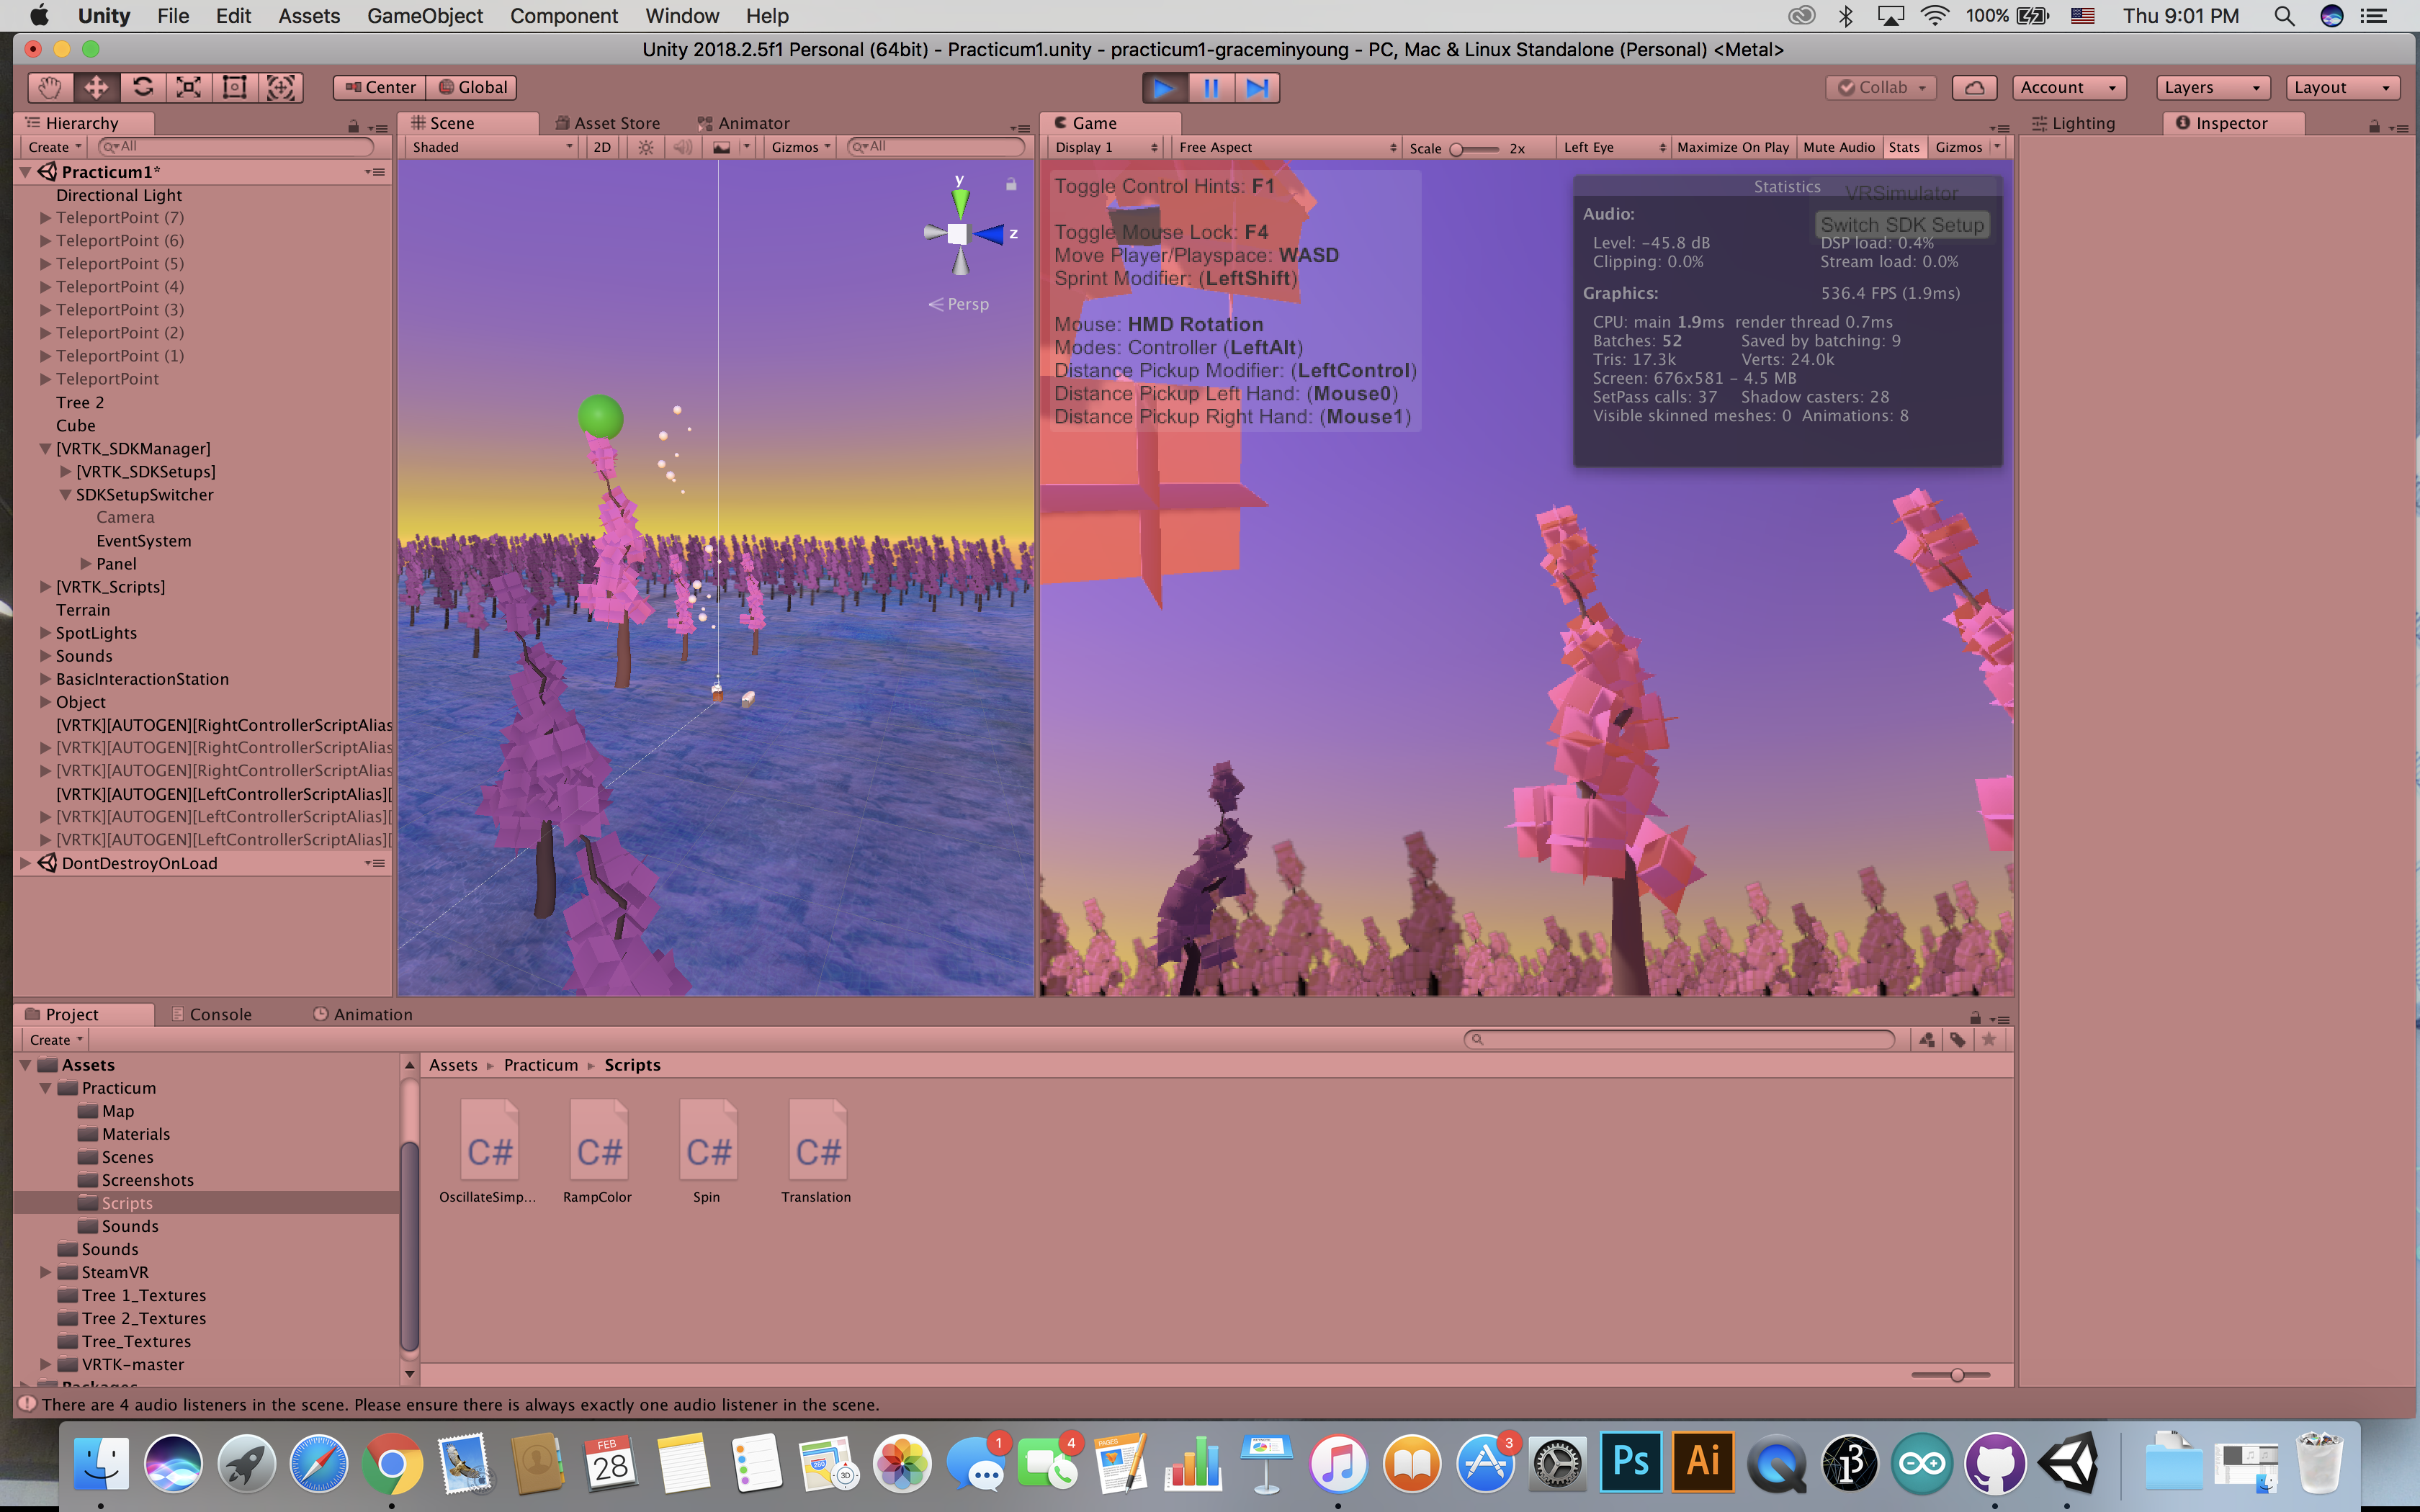 Unity File Edit Assets GameObject Component Window Help
100% Thu 9:01 PM
Unity 2018.2.5f1 Personal (64bit) - Practicum1.unity - practicum1-graceminyoung - PC, Mac & Linux Standalone (Personal) <Metal>
Center Global Collab Account Layers Layout
Hierarchy
Create All
Practicum1*
Directional Light
TeleportPoint (7)
TeleportPoint (6)
TeleportPoint (5)
TeleportPoint (4)
TeleportPoint (3)
TeleportPoint (2)
TeleportPoint (1)
TeleportPoint
Tree 2
Cube
[VRTK_SDKManager]
[VRTK_SDKSetups]
SDKSetupSwitcher
Camera
EventSystem
Panel
[VRTK_Scripts]
Terrain
SpotLights
Sounds
BasicInteractionStation
Object
[VRTK][AUTOGEN][RightControllerScriptAlias
[VRTK][AUTOGEN][RightControllerScriptAlias
[VRTK][AUTOGEN][RightControllerScriptAlias
[VRTK][AUTOGEN][LeftControllerScriptAlias][
[VRTK][AUTOGEN][LeftControllerScriptAlias][
[VRTK][AUTOGEN][LeftControllerScriptAlias][
DontDestroyOnLoad
Scene Asset Store Animator
Shaded 2D Gizmos All
y
z
Persp
Game
Display 1 Free Aspect Scale 2x Left Eye Maximize On Play Mute Audio Stats Gizmos
Toggle Control Hints: F1
Toggle Mouse Lock: F4
Move Player/Playspace: WASD
Sprint Modifier: (LeftShift)
Mouse: HMD Rotation
Modes: Controller (LeftAlt)
Distance Pickup Modifier: (LeftControl)
Distance Pickup Left Hand: (Mouse0)
Distance Pickup Right Hand: (Mouse1)
Statistics
VRSimulator
Switch SDK Setup
Audio:
Level: -45.8 dB DSP load: 0.4%
Clipping: 0.0% Stream load: 0.0%
Graphics: 536.4 FPS (1.9ms)
CPU: main 1.9ms render thread 0.7ms
Batches: 52 Saved by batching: 9
Tris: 17.3k Verts: 24.0k
Screen: 676x581 - 4.5 MB
SetPass calls: 37 Shadow casters: 28
Visible skinned meshes: 0 Animations: 8
Lighting Inspector
Project Console Animation
Create
Assets
Practicum
Map
Materials
Scenes
Screenshots
Scripts
Sounds
Sounds
SteamVR
Tree 1_Textures
Tree 2_Textures
Tree_Textures
VRTK-master
Packages
Assets Practicum Scripts
C# C# C# C#
OscillateSimp... RampColor Spin Translation
There are 4 audio listeners in the scene. Please ensure there is always exactly one audio listener in the scene.
FEB
28
280
3D
1
4
PAGES
3
Ps
Ai